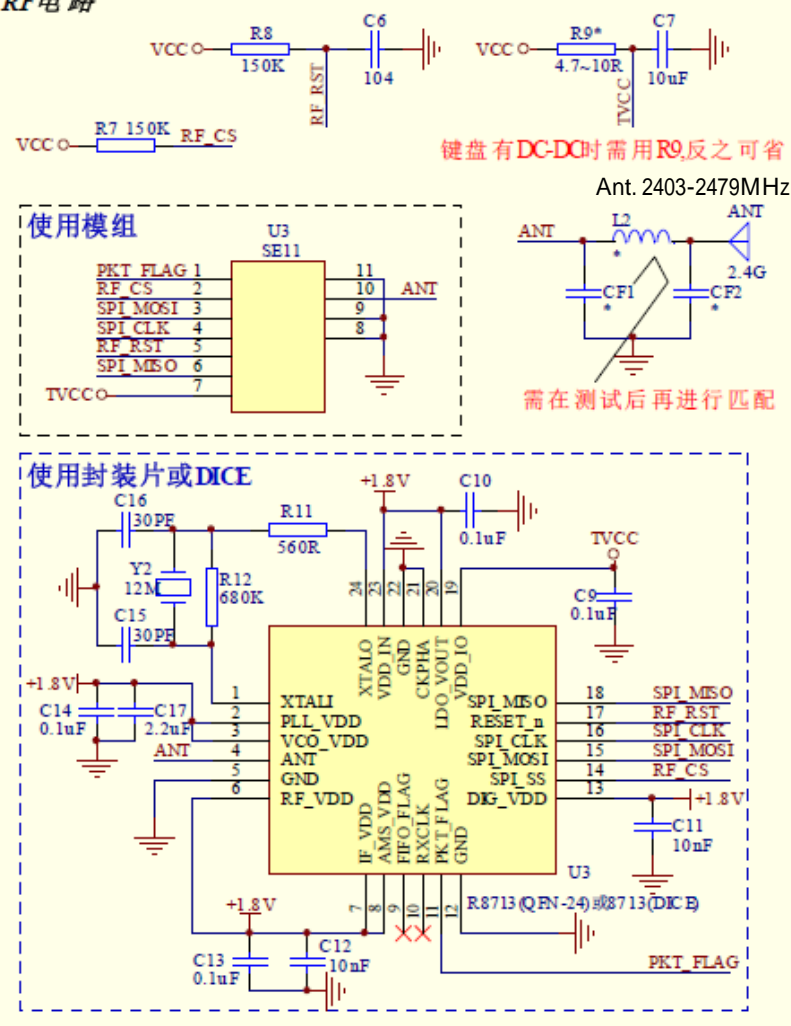 RF电路
VCC R8 150K RF_RST C6 104
VCC R9* 4.7~10R TVCC C7 10uF
VCC R7 150K RF_CS
键盘有DC-DC时需用R9,反之可省
Ant. 2403-2479MHz
使用模组
U3
SE11
PKT_FLAG 1
RF_CS 2
SPI_MOSI 3
SPI_CLK 4
RF_RST 5
SPI_MISO 6
TVCC 7
11
10 ANT
9
8
ANT L2 * ANT
2.4G
CF1 * CF2 *
需在测试后再进行匹配
使用封装片或DICE
C16
30PF
Y2
12M
C15
30PF
R12
680K
R11
560R
+1.8V
C10
0.1uF
TVCC
C9
0.1uF
24 23 22 21 20 19
XTALO VDD_IN GND CKPHA LDO_VOUT VDD_IO
+1.8V
C14
0.1uF
C17
2.2uF
ANT
1 XTALI
2 PLL_VDD
3 VCO_VDD
4 ANT
5 GND
6 RF_VDD
SPI_MISO 18 SPI_MISO
RESET_n 17 RF_RST
SPI_CLK 16 SPI_CLK
SPI_MOSI 15 SPI_MOSI
SPI_SS 14 RF_CS
DIG_VDD 13 +1.8V
C11
10nF
IF_VDD AMS_VDD FIFO_FLAG RXCLK PKT_FLAG GND
7 8 9 10 11 12
U3
R8713(QFN-24)或8713(DICE)
+1.8V
C13
0.1uF
C12
10nF
PKT_FLAG